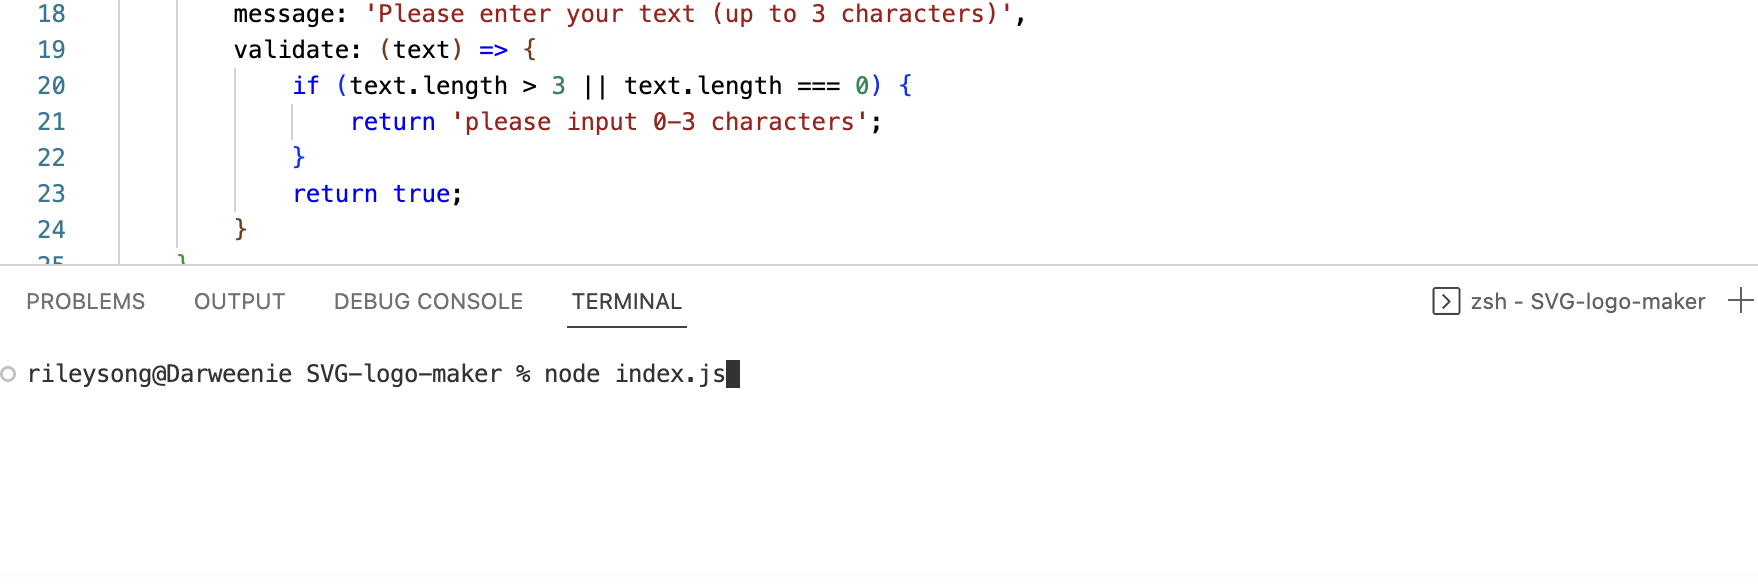 18 message: 'Please enter your text (up to 3 characters)',
19 validate: (text) => {
20 if (text.length > 3 || text.length === 0) {
21 return 'please input 0-3 characters';
22 }
23 return true;
24 }
25 }
PROBLEMS OUTPUT DEBUG CONSOLE TERMINAL zsh - SVG-logo-maker
rileysong@Darweenie SVG-logo-maker % node index.js